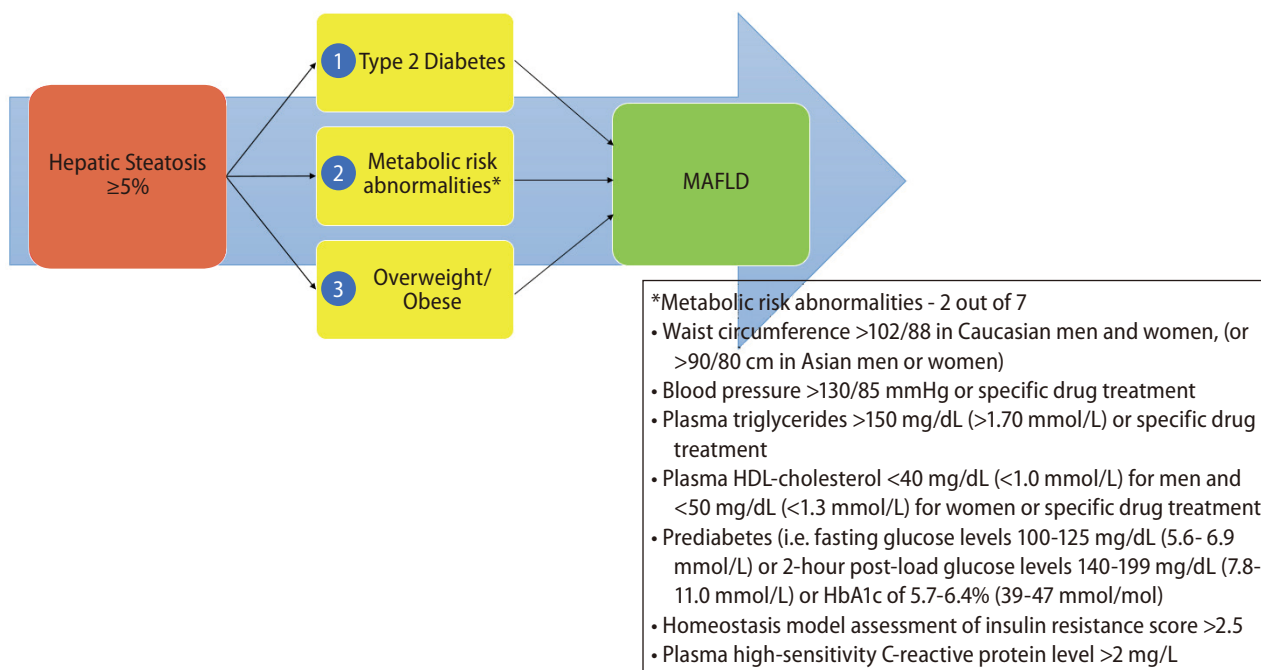 Hepatic Steatosis
≥5%
1
Type 2 Diabetes
2
Metabolic risk
abnormalities*
3
Overweight/
Obese
MAFLD
*Metabolic risk abnormalities - 2 out of 7
• Waist circumference >102/88 in Caucasian men and women, (or
>90/80 cm in Asian men or women)
• Blood pressure >130/85 mmHg or specific drug treatment
• Plasma triglycerides >150 mg/dL (>1.70 mmol/L) or specific drug
treatment
• Plasma HDL-cholesterol <40 mg/dL (<1.0 mmol/L) for men and
<50 mg/dL (<1.3 mmol/L) for women or specific drug treatment
• Prediabetes (i.e. fasting glucose levels 100-125 mg/dL (5.6- 6.9
mmol/L) or 2-hour post-load glucose levels 140-199 mg/dL (7.8-
11.0 mmol/L) or HbA1c of 5.7-6.4% (39-47 mmol/mol)
• Homeostasis model assessment of insulin resistance score >2.5
• Plasma high-sensitivity C-reactive protein level >2 mg/L